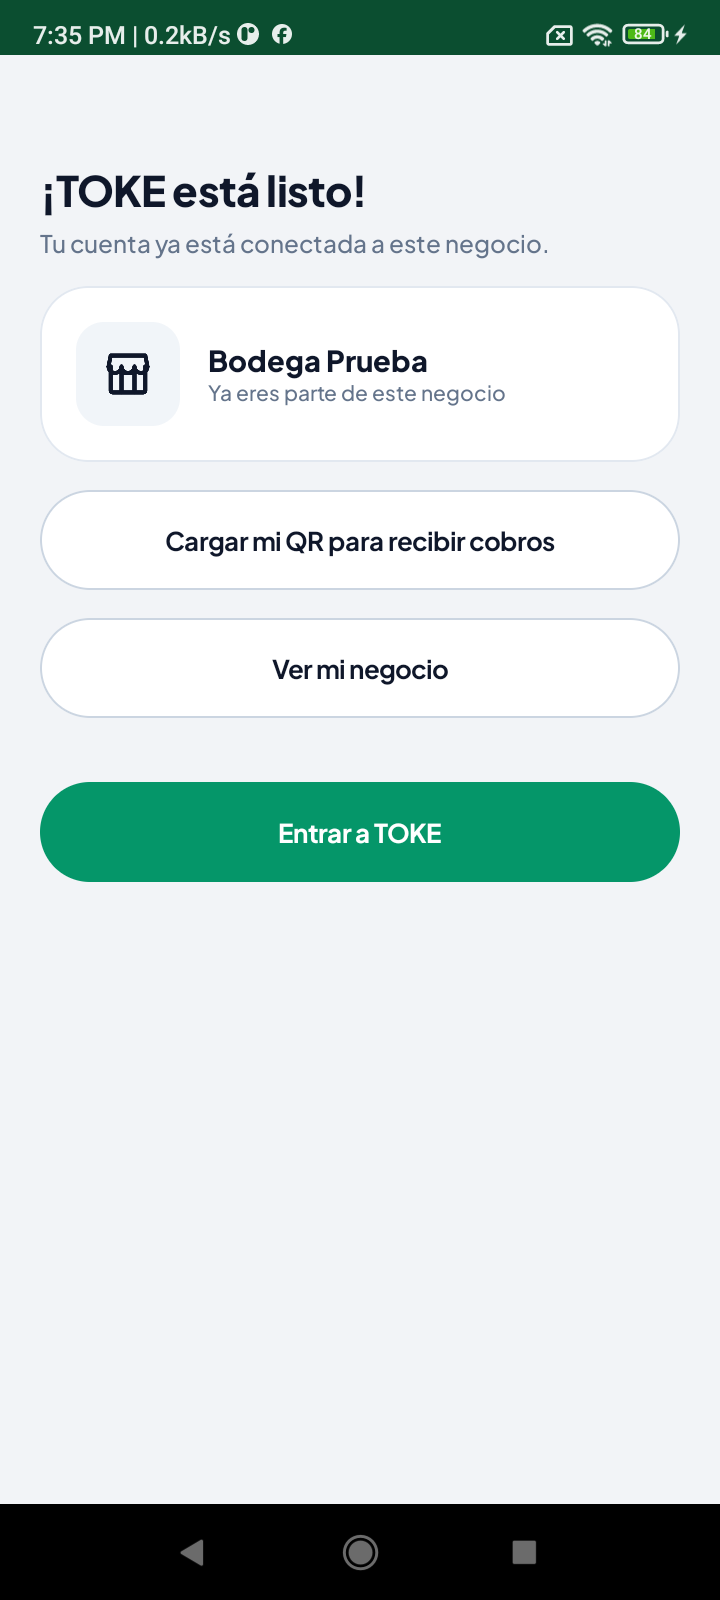 7:35 PM | 0.2kB/s
84
¡TOKE está listo!
Tu cuenta ya está conectada a este negocio.
Bodega Prueba
Ya eres parte de este negocio
Cargar mi QR para recibir cobros
Ver mi negocio
Entrar a TOKE